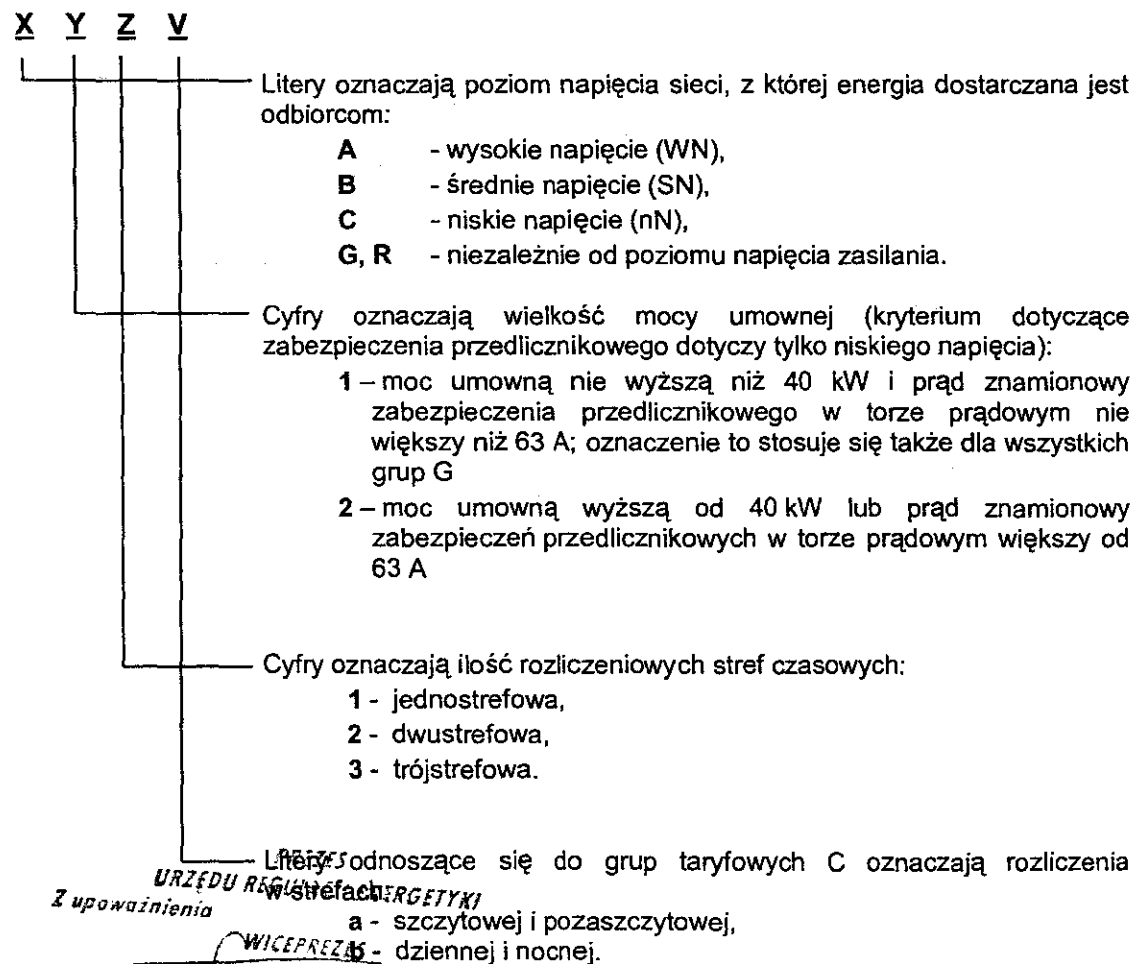 X Y Z V
Litery oznaczają poziom napięcia sieci, z której energia dostarczana jest
odbiorcom:
A - wysokie napięcie (WN),
B - średnie napięcie (SN),
C - niskie napięcie (nN),
G, R - niezależnie od poziomu napięcia zasilania.
Cyfry oznaczają wielkość mocy umownej (kryterium dotyczące
zabezpieczenia przedlicznikowego dotyczy tylko niskiego napięcia):
1 – moc umowną nie wyższą niż 40 kW i prąd znamionowy
zabezpieczenia przedlicznikowego w torze prądowym nie
większy niż 63 A; oznaczenie to stosuje się także dla wszystkich
grup G
2 – moc umowną wyższą od 40 kW lub prąd znamionowy
zabezpieczeń przedlicznikowych w torze prądowym większy od
63 A
Cyfry oznaczają ilość rozliczeniowych stref czasowych:
1 - jednostrefowa,
2 - dwustrefowa,
3 - trójstrefowa.
Litery odnoszące się do grup taryfowych C oznaczają rozliczenia
w strefach:
URZĘDU
Z upoważnienia
a - szczytowej i pozaszczytowej,
WICEPREZES
b - dziennej i nocnej.